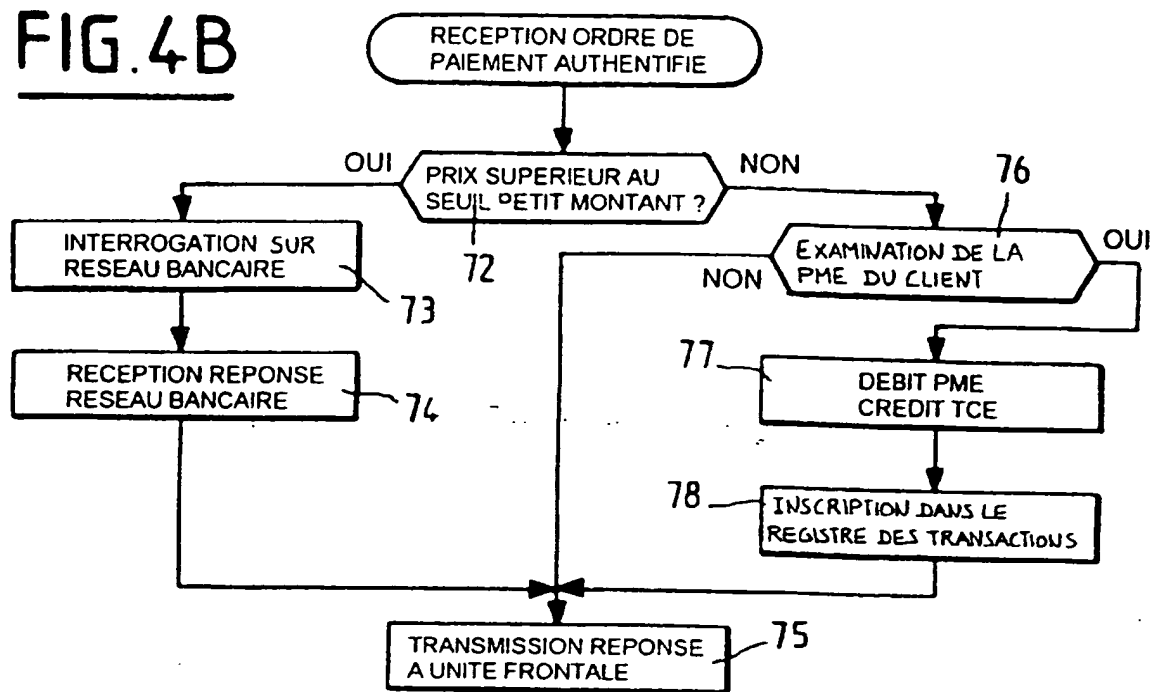 FIG.4B
RECEPTION ORDRE DE
PAIEMENT AUTHENTIFIE
OUI
PRIX SUPERIEUR AU
SEUIL PETIT MONTANT ?
NON
72
76
INTERROGATION SUR
RESEAU BANCAIRE
73
EXAMINATION DE LA
PME DU CLIENT
OUI
NON
RECEPTION REPONSE
RESEAU BANCAIRE
74
77
DEBIT PME
CREDIT TCE
78
INSCRIPTION DANS LE
REGISTRE DES TRANSACTIONS
TRANSMISSION REPONSE
A UNITE FRONTALE
75